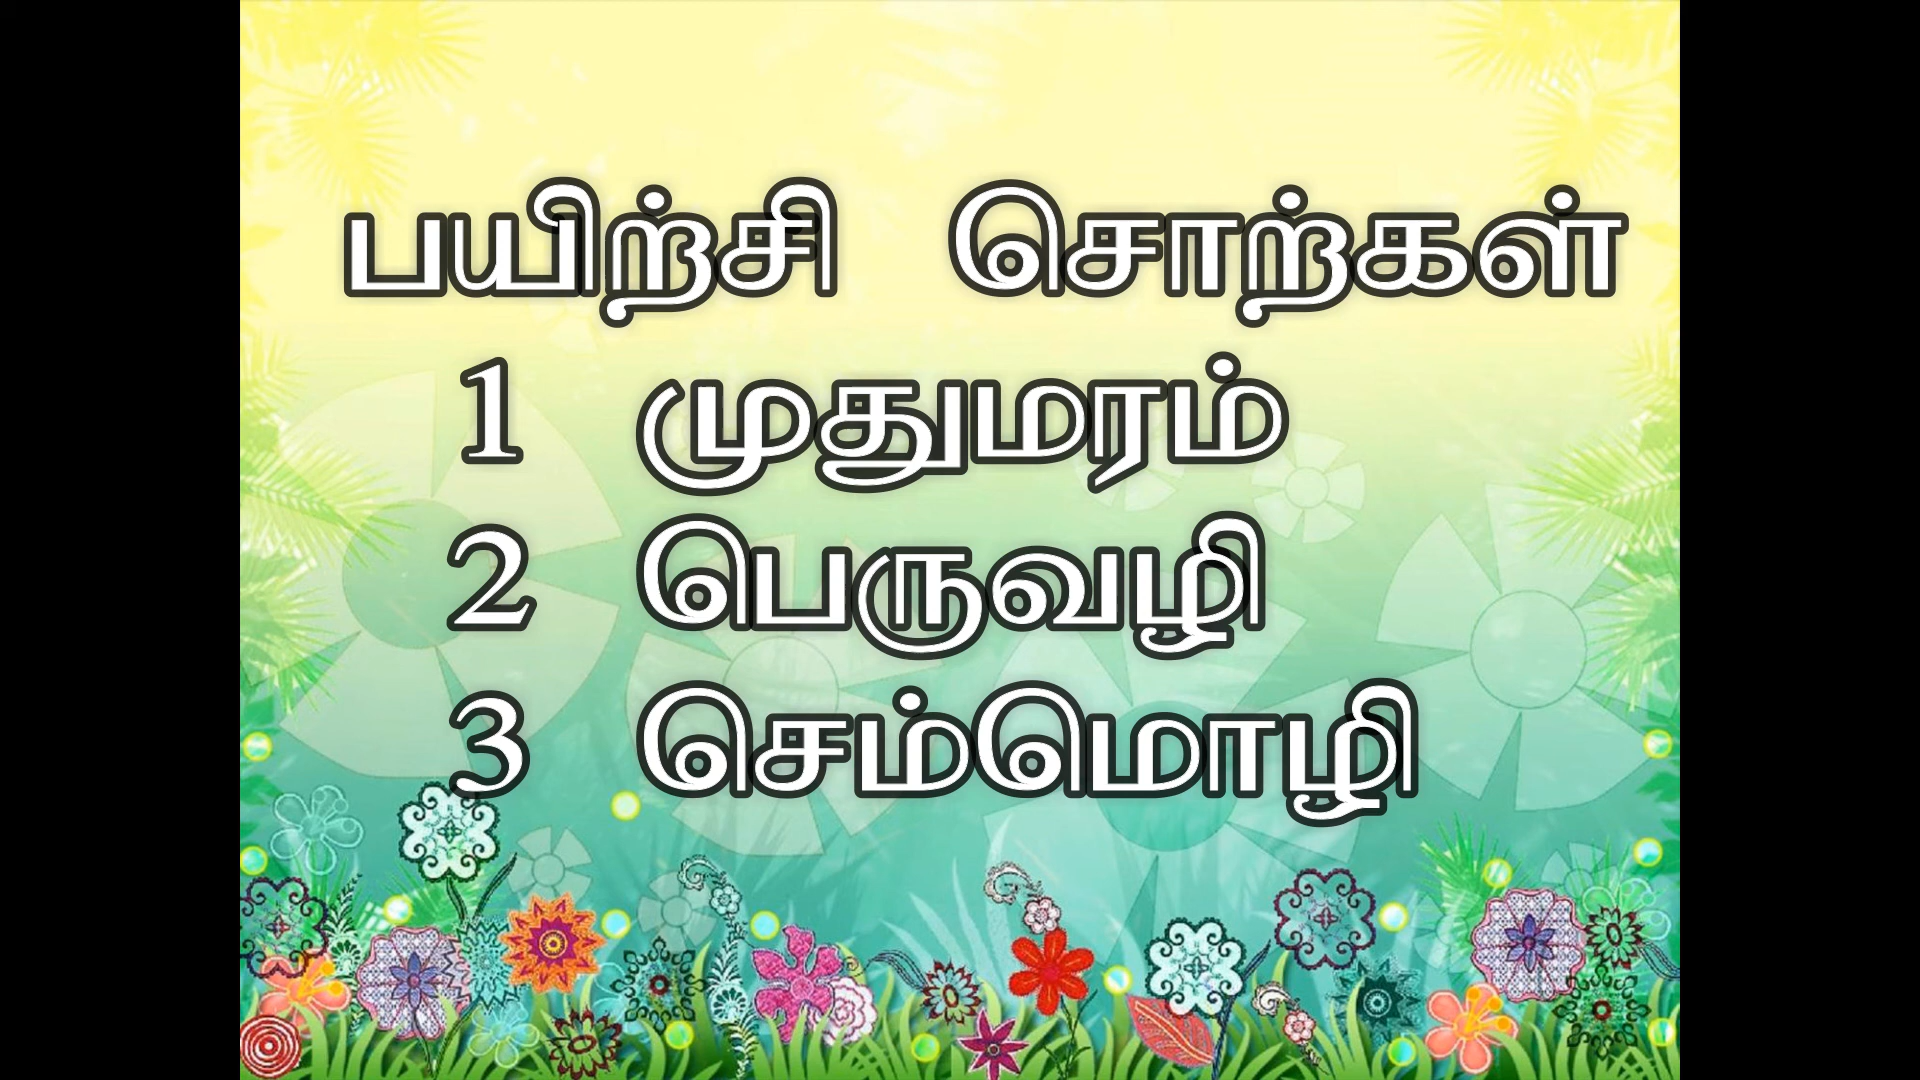 பயிற்சி சொற்கள்
1 முதுமரம்
2 பெருவழி
3 செம்மொழி